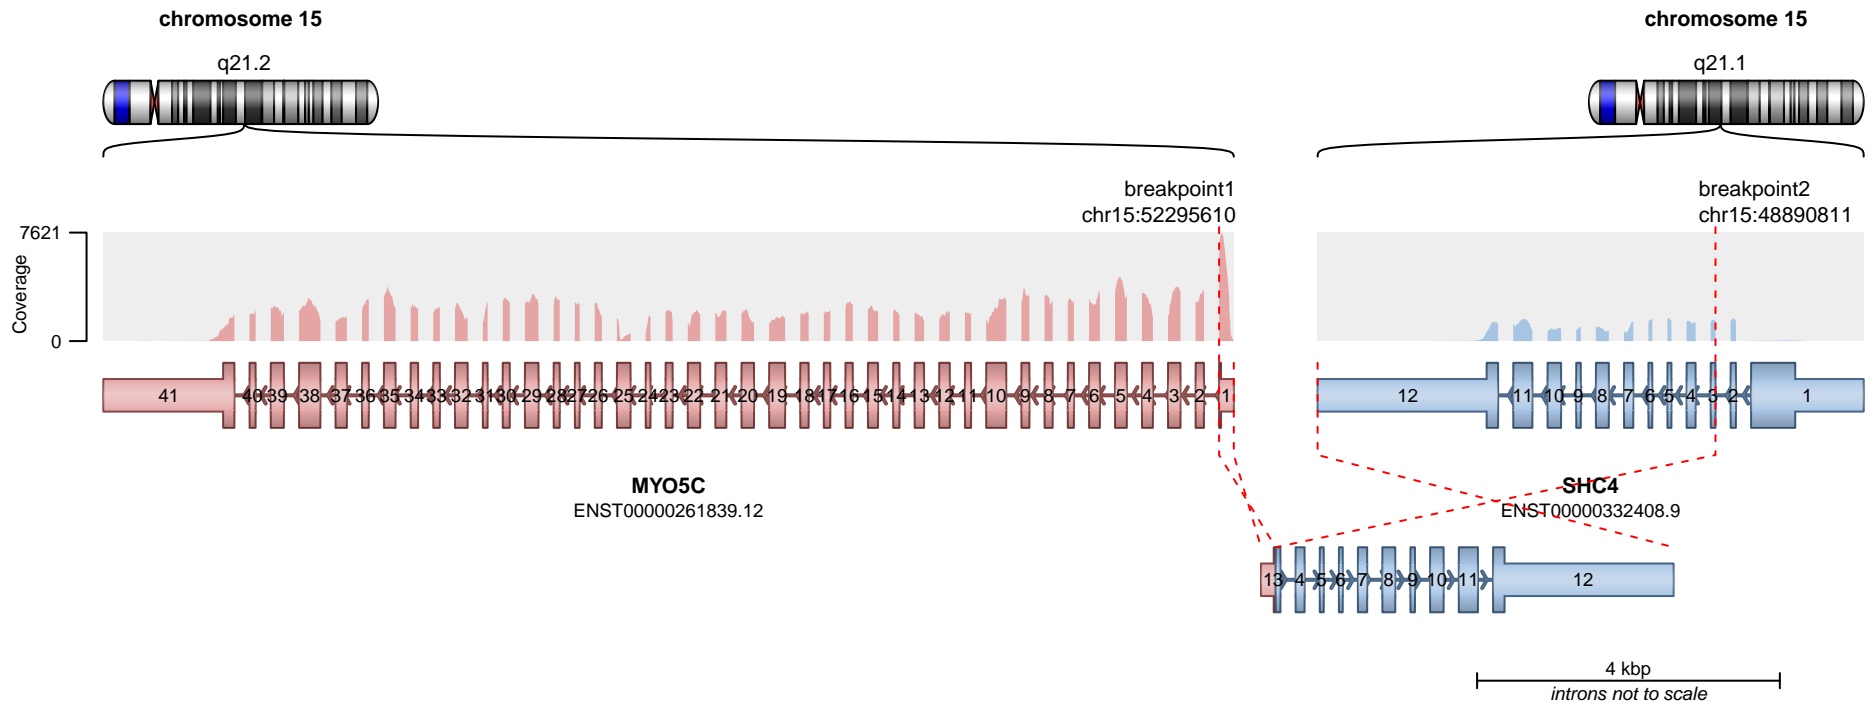 chromosome 15
chromosome 15
q21.2
q21.1
breakpoint1
chr15:52295610
breakpoint2
chr15:48890811
7621
Coverage
0
41 40 39 38 37 36 35 34 33 32 31 30 29 28 27 26 25 24 23 22 21 20 19 18 17 16 15 14 13 12 11 10 9 8 7 6 5 4 3 2 1
12 11 10 9 8 7 6 5 4 3 2 1
MYO5C
ENST00000261839.12
SHC4
ENST00000332408.9
1 3 4 5 6 7 8 9 10 11 12
4 kbp
introns not to scale